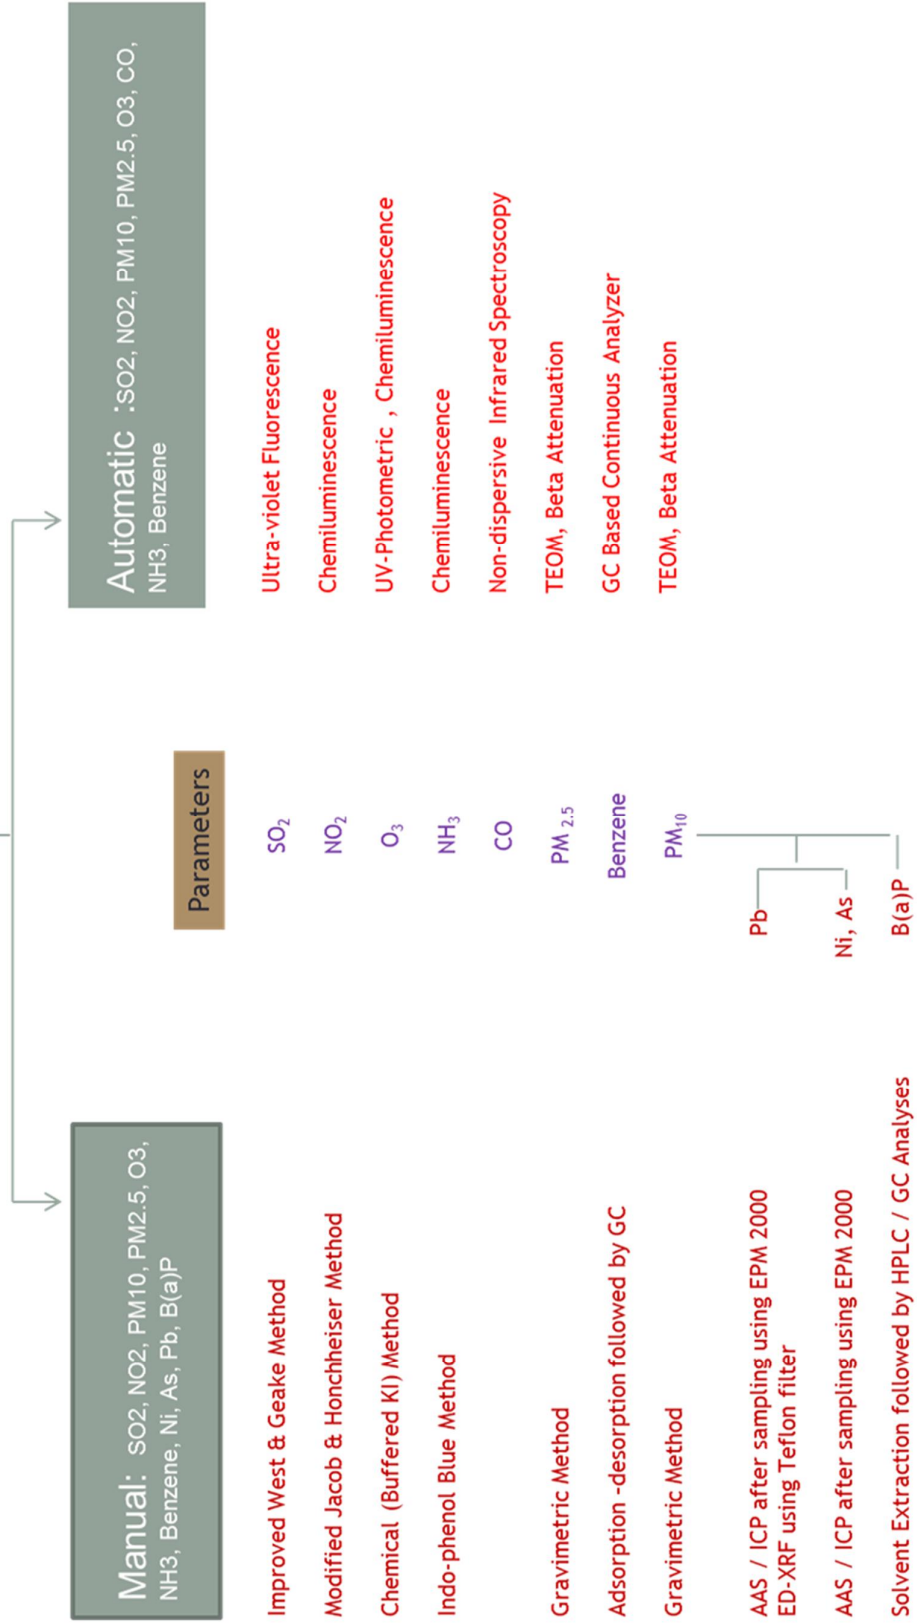 Manual: SO2, NO2, PM10, PM2.5, O3,
NH3, Benzene, Ni, As, Pb, B(a)P
Automatic :SO2, NO2, PM10, PM2.5, O3, CO,
NH3, Benzene
Parameters
Improved West & Geake Method
SO2
Ultra-violet Fluorescence
Modified Jacob & Honchheiser Method
NO2
Chemiluminescence
Chemical (Buffered KI) Method
O3
UV-Photometric , Chemiluminescence
Indo-phenol Blue Method
NH3
Chemiluminescence
CO
Non-dispersive Infrared Spectroscopy
Gravimetric Method
PM 2.5
TEOM, Beta Attenuation
Adsorption -desorption followed by GC
Benzene
GC Based Continuous Analyzer
Gravimetric Method
PM10
TEOM, Beta Attenuation
AAS / ICP after sampling using EPM 2000
ED-XRF using Teflon filter
Pb
AAS / ICP after sampling using EPM 2000
Ni, As
Solvent Extraction followed by HPLC / GC Analyses
B(a)P